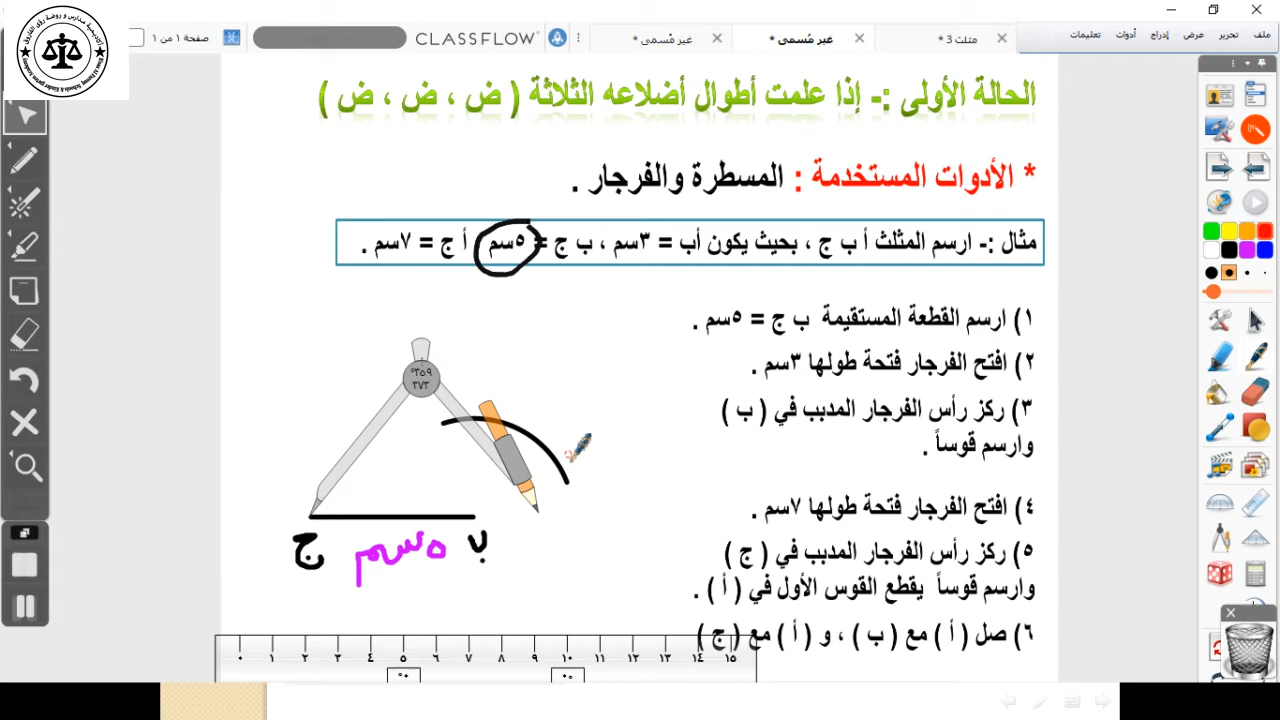 ملف تحرير عرض إدراج أدوات تعليمات
صفحة ١ من ١
CLASSFLOW
غير مُسمى *
غير مُسمى *
مثلث 3 *
الحالة الأولى :- إذا علمت أطوال أضلاعه الثلاثة ( ض ، ض ، ض )
* الأدوات المستخدمة : المسطرة والفرجار .
مثال :- ارسم المثلث أ ب ج ، بحيث يكون أب = ٣سم ، ب ج = ٥سم أ ج = ٧سم .
١) ارسم القطعة المستقيمة ب ج = ٥سم .
٢) افتح الفرجار فتحة طولها ٣سم .
٣) ركز رأس الفرجار المدبب في ( ب )
وارسم قوساً .
٤) افتح الفرجار فتحة طولها ٧سم .
٥) ركز رأس الفرجار المدبب في ( ج )
وارسم قوساً يقطع القوس الأول في ( أ ) .
٦) صل ( أ ) مع ( ب ) ، و ( أ ) مع ( ج )
٣٥٩°
٣٧٣
ب ٥سم ج
٠ ١ ٢ ٣ ٤ ٥ ٦ ٧ ٨ ٩ ١٠ ١١ ١٢ ١٣ ١٤ ١٥